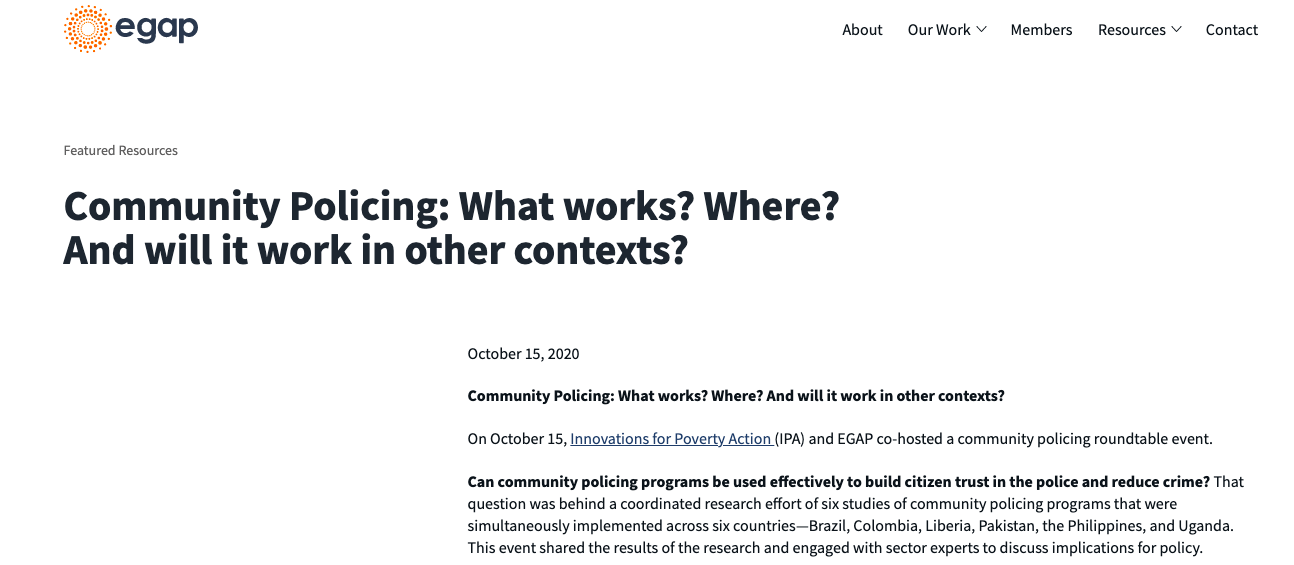 egap
About Our Work Members Resources Contact
Featured Resources
Community Policing: What works? Where?
And will it work in other contexts?
October 15, 2020
Community Policing: What works? Where? And will it work in other contexts?
On October 15, Innovations for Poverty Action (IPA) and EGAP co-hosted a community policing roundtable event.
Can community policing programs be used effectively to build citizen trust in the police and reduce crime? That
question was behind a coordinated research effort of six studies of community policing programs that were
simultaneously implemented across six countries—Brazil, Colombia, Liberia, Pakistan, the Philippines, and Uganda.
This event shared the results of the research and engaged with sector experts to discuss implications for policy.